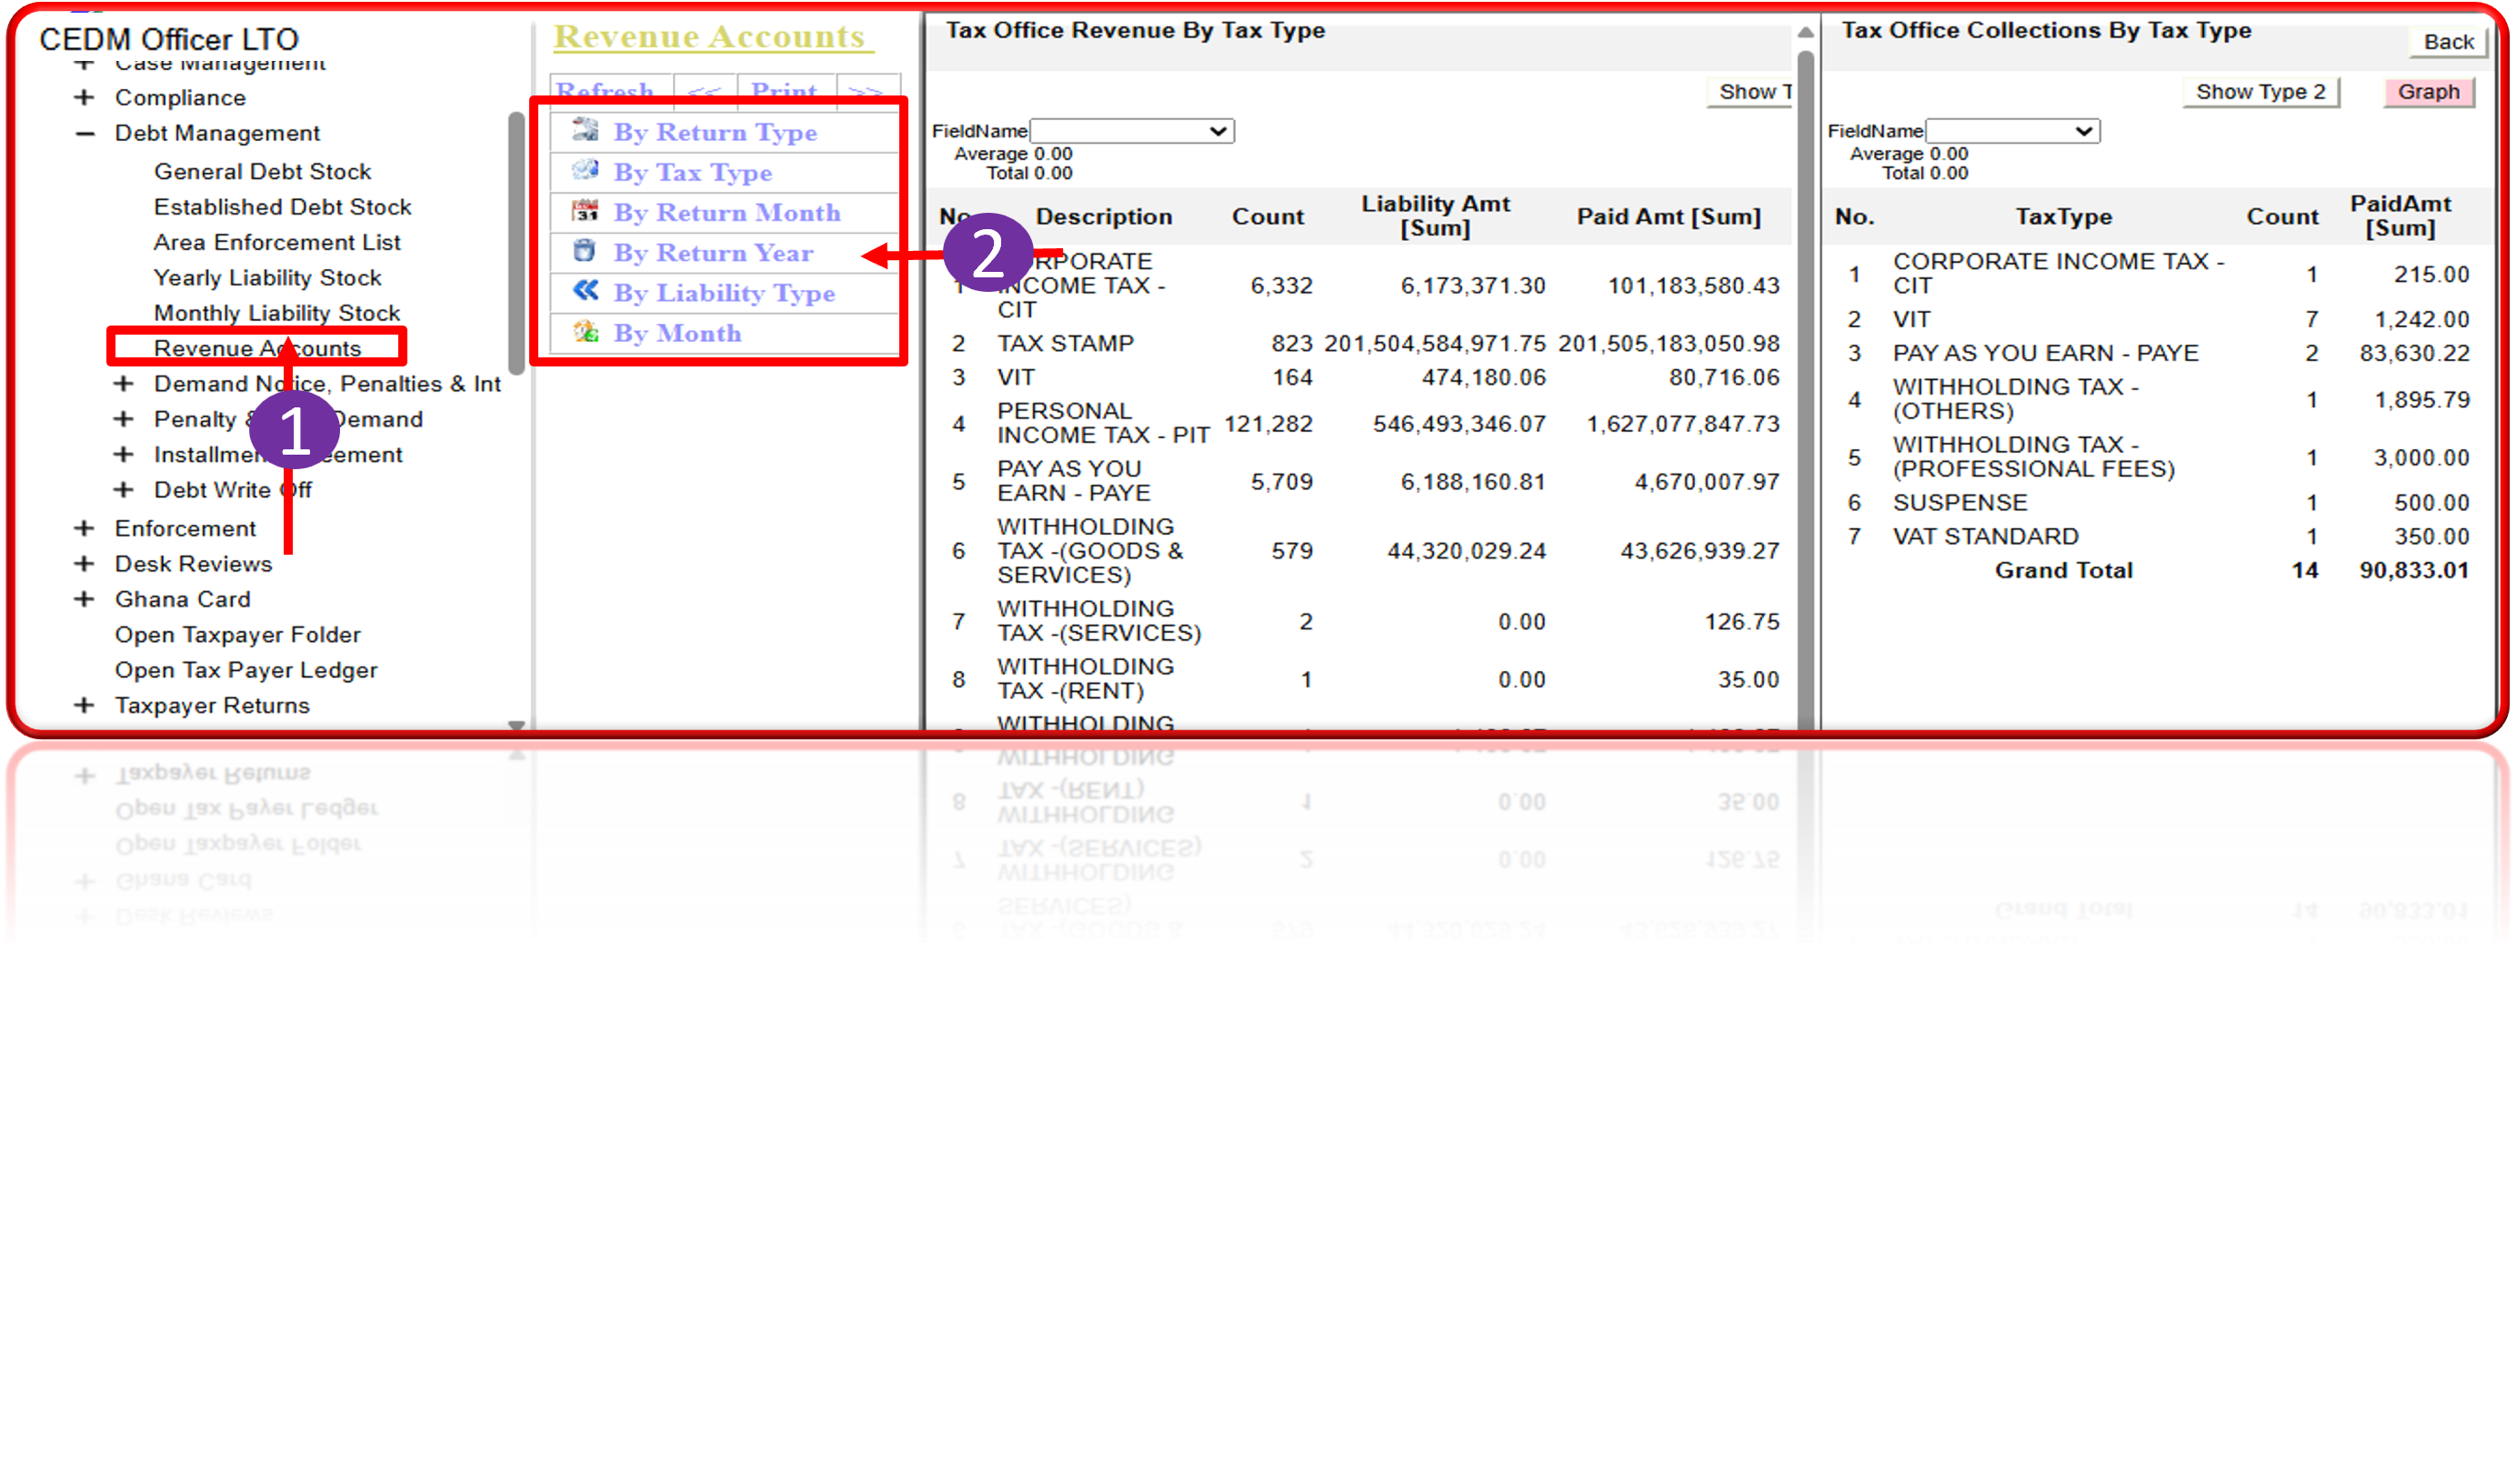 CEDM Officer LTO
Case Management
Compliance
Debt Management
General Debt Stock
Established Debt Stock
Area Enforcement List
Yearly Liability Stock
Monthly Liability Stock
Revenue Accounts
Demand Notice, Penalties & Int
Penalty & Demand
1
Debt Write Off
Enforcement
Desk Reviews
Ghana Card
Open Taxpayer Folder
Open Tax Payer Ledger
Taxpayer Returns
Revenue Accounts
Refresh << Print >>
By Return Type
By Tax Type
By Return Month
By Return Year
By Liability Type
By Month
2
Tax Office Revenue By Tax Type
Show T
FieldName
Average 0.00
Total 0.00
No. Description Count Liability Amt [Sum] Paid Amt [Sum]
1 CORPORATE INCOME TAX - CIT 6,332 6,173,371.30 101,183,580.43
2 TAX STAMP 823 201,504,584,971.75 201,505,183,050.98
3 VIT 164 474,180.06 80,716.06
4 PERSONAL INCOME TAX - PIT 121,282 546,493,346.07 1,627,077,847.73
5 PAY AS YOU EARN - PAYE 5,709 6,188,160.81 4,670,007.97
6 WITHHOLDING TAX -(GOODS & SERVICES) 579 44,320,029.24 43,626,939.27
7 WITHHOLDING TAX -(SERVICES) 2 0.00 126.75
8 WITHHOLDING TAX -(RENT) 1 0.00 35.00
WITHHOLDING
Tax Office Collections By Tax Type
Back
Show Type 2 Graph
FieldName
Average 0.00
Total 0.00
No. TaxType Count PaidAmt [Sum]
1 CORPORATE INCOME TAX - CIT 1 215.00
2 VIT 7 1,242.00
3 PAY AS YOU EARN - PAYE 2 83,630.22
4 WITHHOLDING TAX - (OTHERS) 1 1,895.79
5 WITHHOLDING TAX - (PROFESSIONAL FEES) 1 3,000.00
6 SUSPENSE 1 500.00
7 VAT STANDARD 1 350.00
Grand Total 14 90,833.01